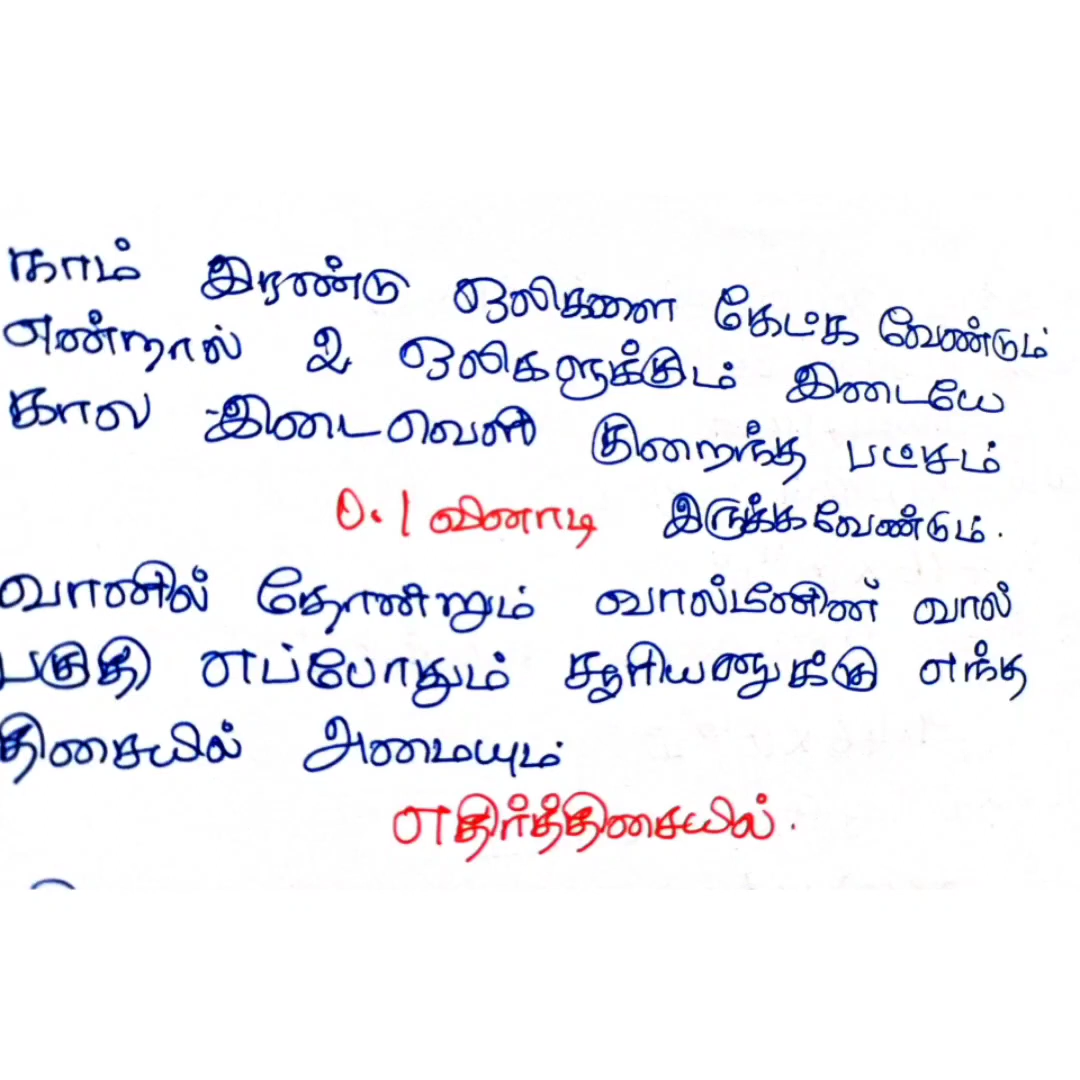 நாம் இரண்டு ஒலிகளை கேட்க வேண்டும்
என்றால் 2 ஒலிகளுக்கும் இடையே
கால இடைவெளி குறைந்த பட்சம்
0.1 வினாடி இருக்கவேண்டும்.
வானில் தோன்றும் வால்மீனின் வால்
பகுதி எப்போதும் சூரியனுக்கு எந்த
திசையில் அமையும்
எதிர்த்திசையில்.